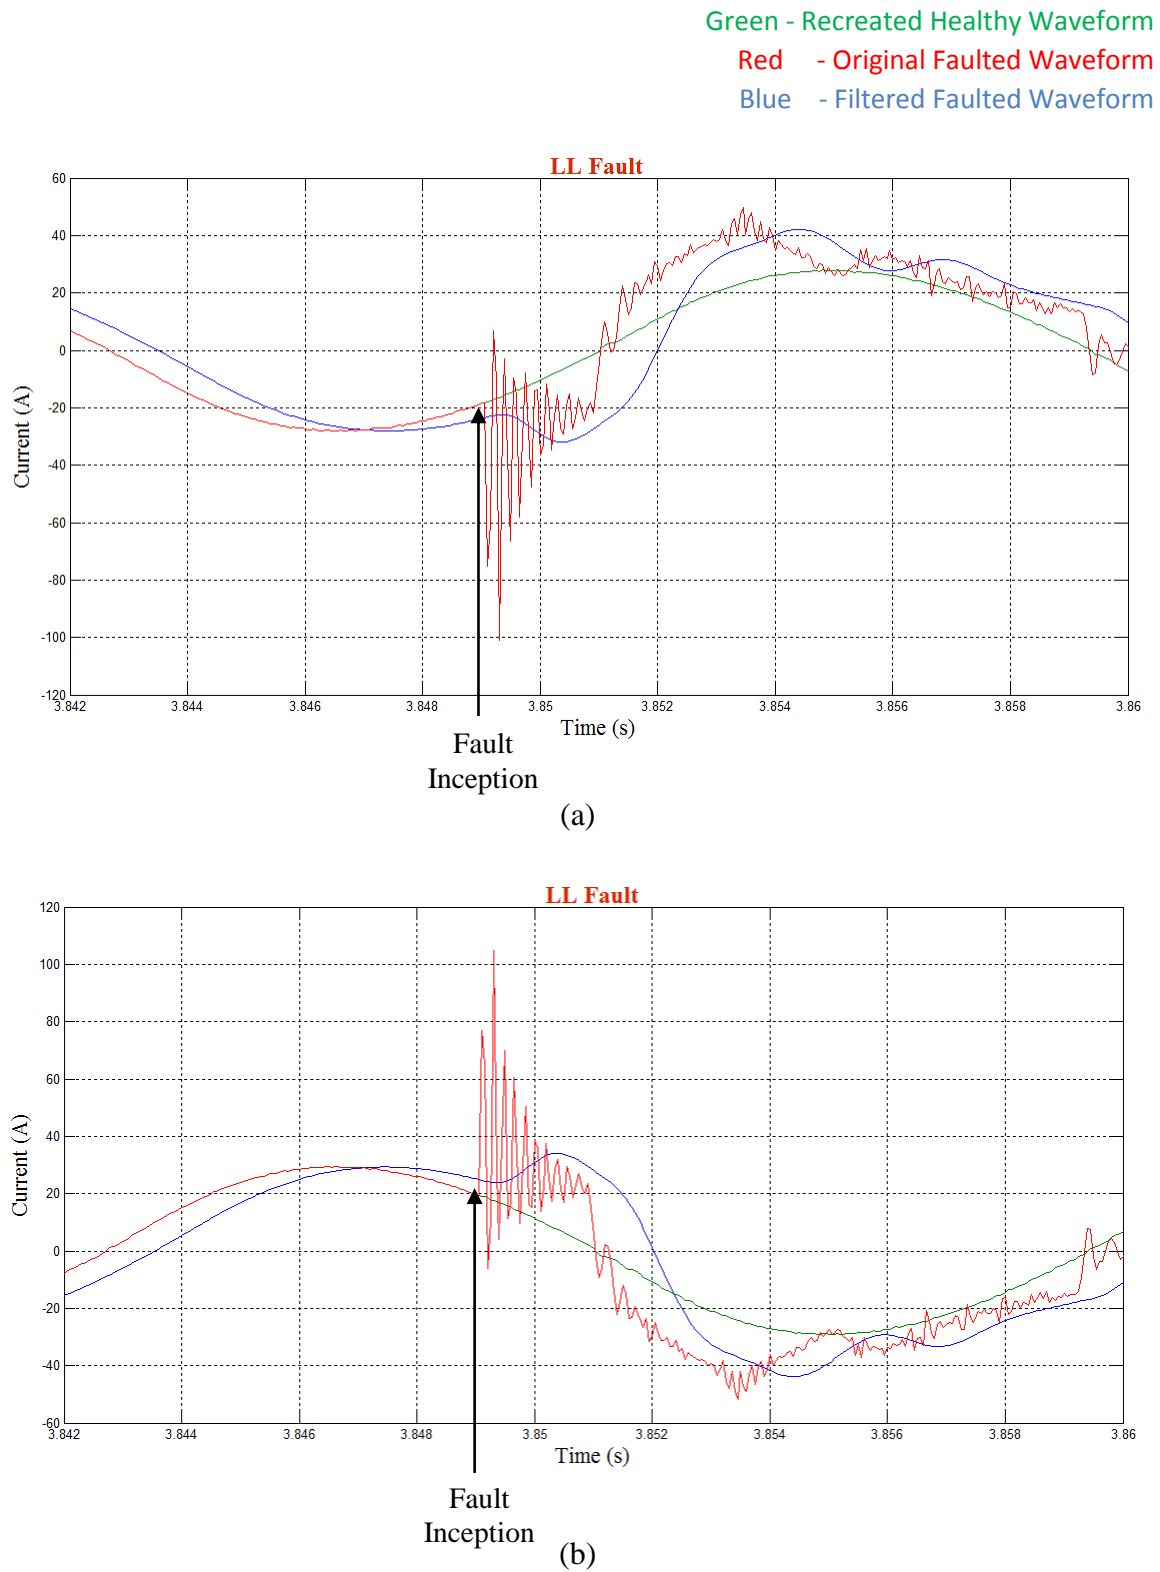 Green - Recreated Healthy Waveform
Red - Original Faulted Waveform
Blue - Filtered Faulted Waveform
LL Fault
60
40
20
0
-20
-40
-60
-80
-100
-120
Current (A)
3.842 3.844 3.846 3.848 3.85 3.852 3.854 3.856 3.858 3.86
Time (s)
Fault
Inception
(a)
LL Fault
120
100
80
60
40
20
0
-20
-40
-60
Current (A)
3.842 3.844 3.846 3.848 3.85 3.852 3.854 3.856 3.858 3.86
Time (s)
Fault
Inception
(b)